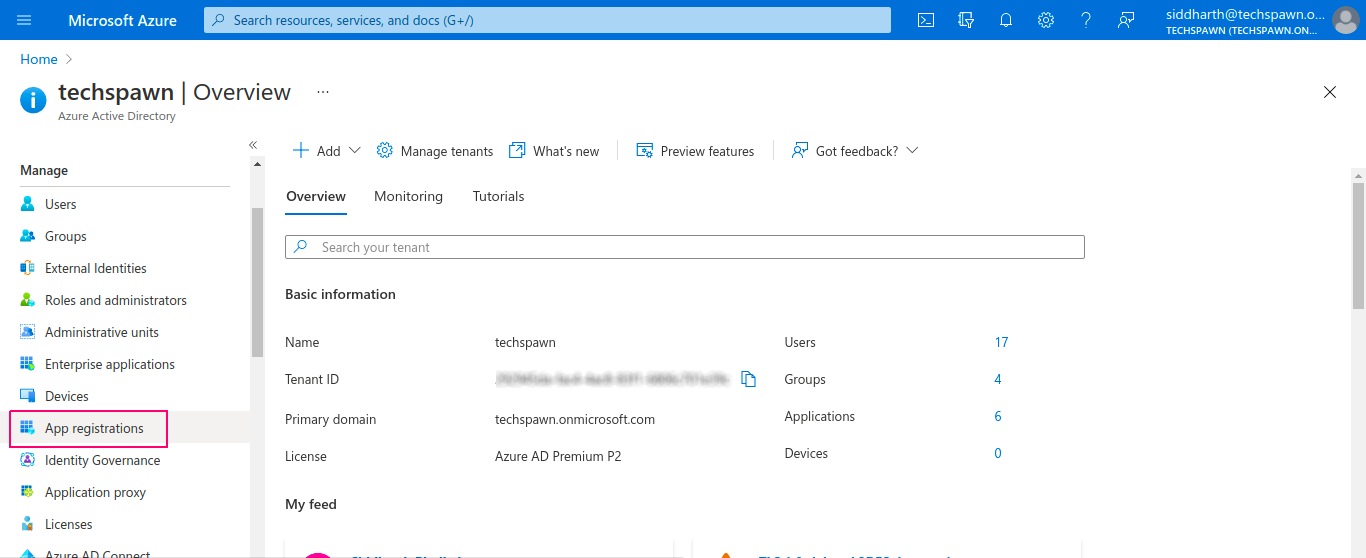 Microsoft Azure
Search resources, services, and docs (G+/)
siddharth@techspawn.o...
TECHSPAWN (TECHSPAWN.ON...
Home >
techspawn | Overview ...
Azure Active Directory
Manage
Users
Groups
External Identities
Roles and administrators
Administrative units
Enterprise applications
Devices
App registrations
Identity Governance
Application proxy
Licenses
Azure AD Connect
Add
Manage tenants
What's new
Preview features
Got feedback?
Overview Monitoring Tutorials
Search your tenant
Basic information
Name techspawn Users 17
Tenant ID Groups 4
Primary domain techspawn.onmicrosoft.com Applications 6
License Azure AD Premium P2 Devices 0
My feed